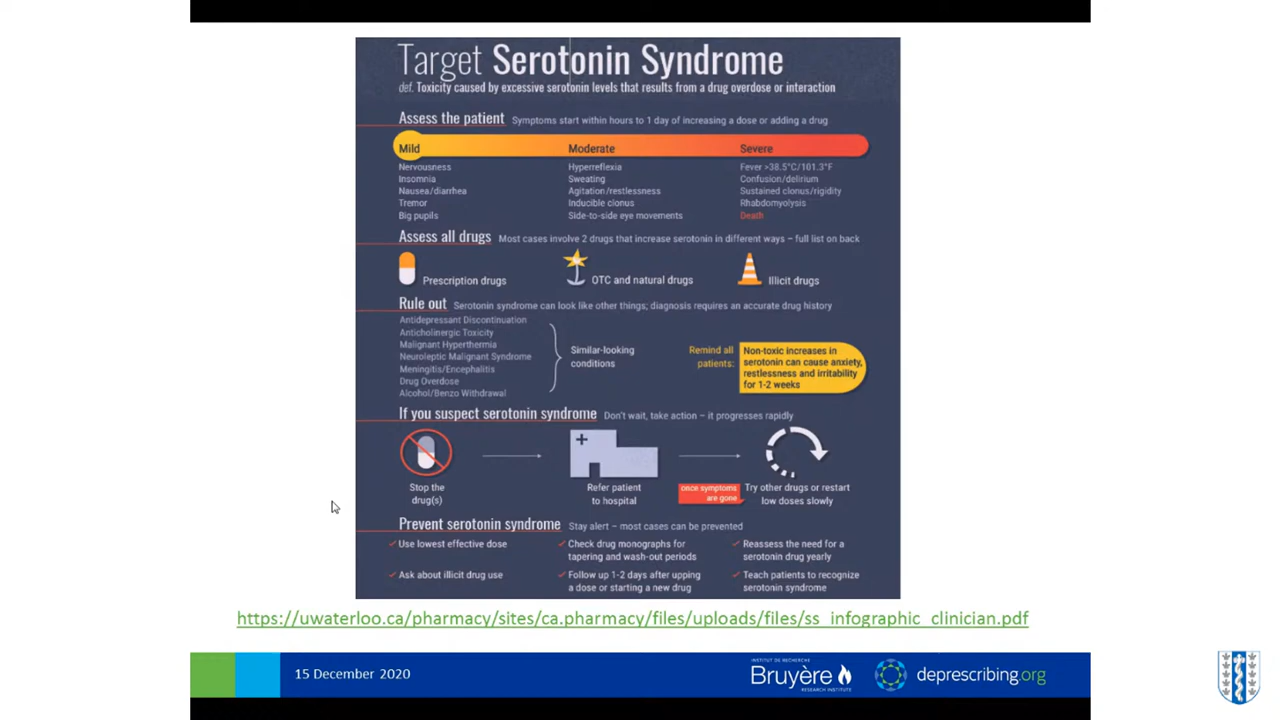 Target Serotonin Syndrome
def. Toxicity caused by excessive serotonin levels that results from a drug overdose or interaction
Assess the patient Symptoms start within hours to 1 day of increasing a dose or adding a drug
Mild
Nervousness
Insomnia
Nausea/diarrhea
Tremor
Big pupils
Moderate
Hyperreflexia
Sweating
Agitation/restlessness
Inducible clonus
Side-to-side eye movements
Severe
Fever >38.5°C/101.3°F
Confusion/delirium
Sustained clonus/rigidity
Rhabdomyolysis
Death
Assess all drugs Most cases involve 2 drugs that increase serotonin in different ways – full list on back
Prescription drugs
OTC and natural drugs
Illicit drugs
Rule out Serotonin syndrome can look like other things; diagnosis requires an accurate drug history
Antidepressant Discontinuation
Anticholinergic Toxicity
Malignant Hyperthermia
Neuroleptic Malignant Syndrome
Meningitis/Encephalitis
Drug Overdose
Alcohol/Benzo Withdrawal
Similar-looking
conditions
Remind all
patients:
Non-toxic increases in
serotonin can cause anxiety,
restlessness and irritability
for 1-2 weeks
If you suspect serotonin syndrome Don't wait, take action – it progresses rapidly
Stop the
drug(s)
Refer patient
to hospital
once symptoms
are gone
Try other drugs or restart
low doses slowly
Prevent serotonin syndrome Stay alert – most cases can be prevented
Use lowest effective dose
Ask about illicit drug use
Check drug monographs for
tapering and wash-out periods
Follow up 1-2 days after upping
a dose or starting a new drug
Reassess the need for a
serotonin drug yearly
Teach patients to recognize
serotonin syndrome
https://uwaterloo.ca/pharmacy/sites/ca.pharmacy/files/uploads/files/ss_infographic_clinician.pdf
15 December 2020
INSTITUT DE RECHERCHE
Bruyère
RESEARCH INSTITUTE
deprescribing.org